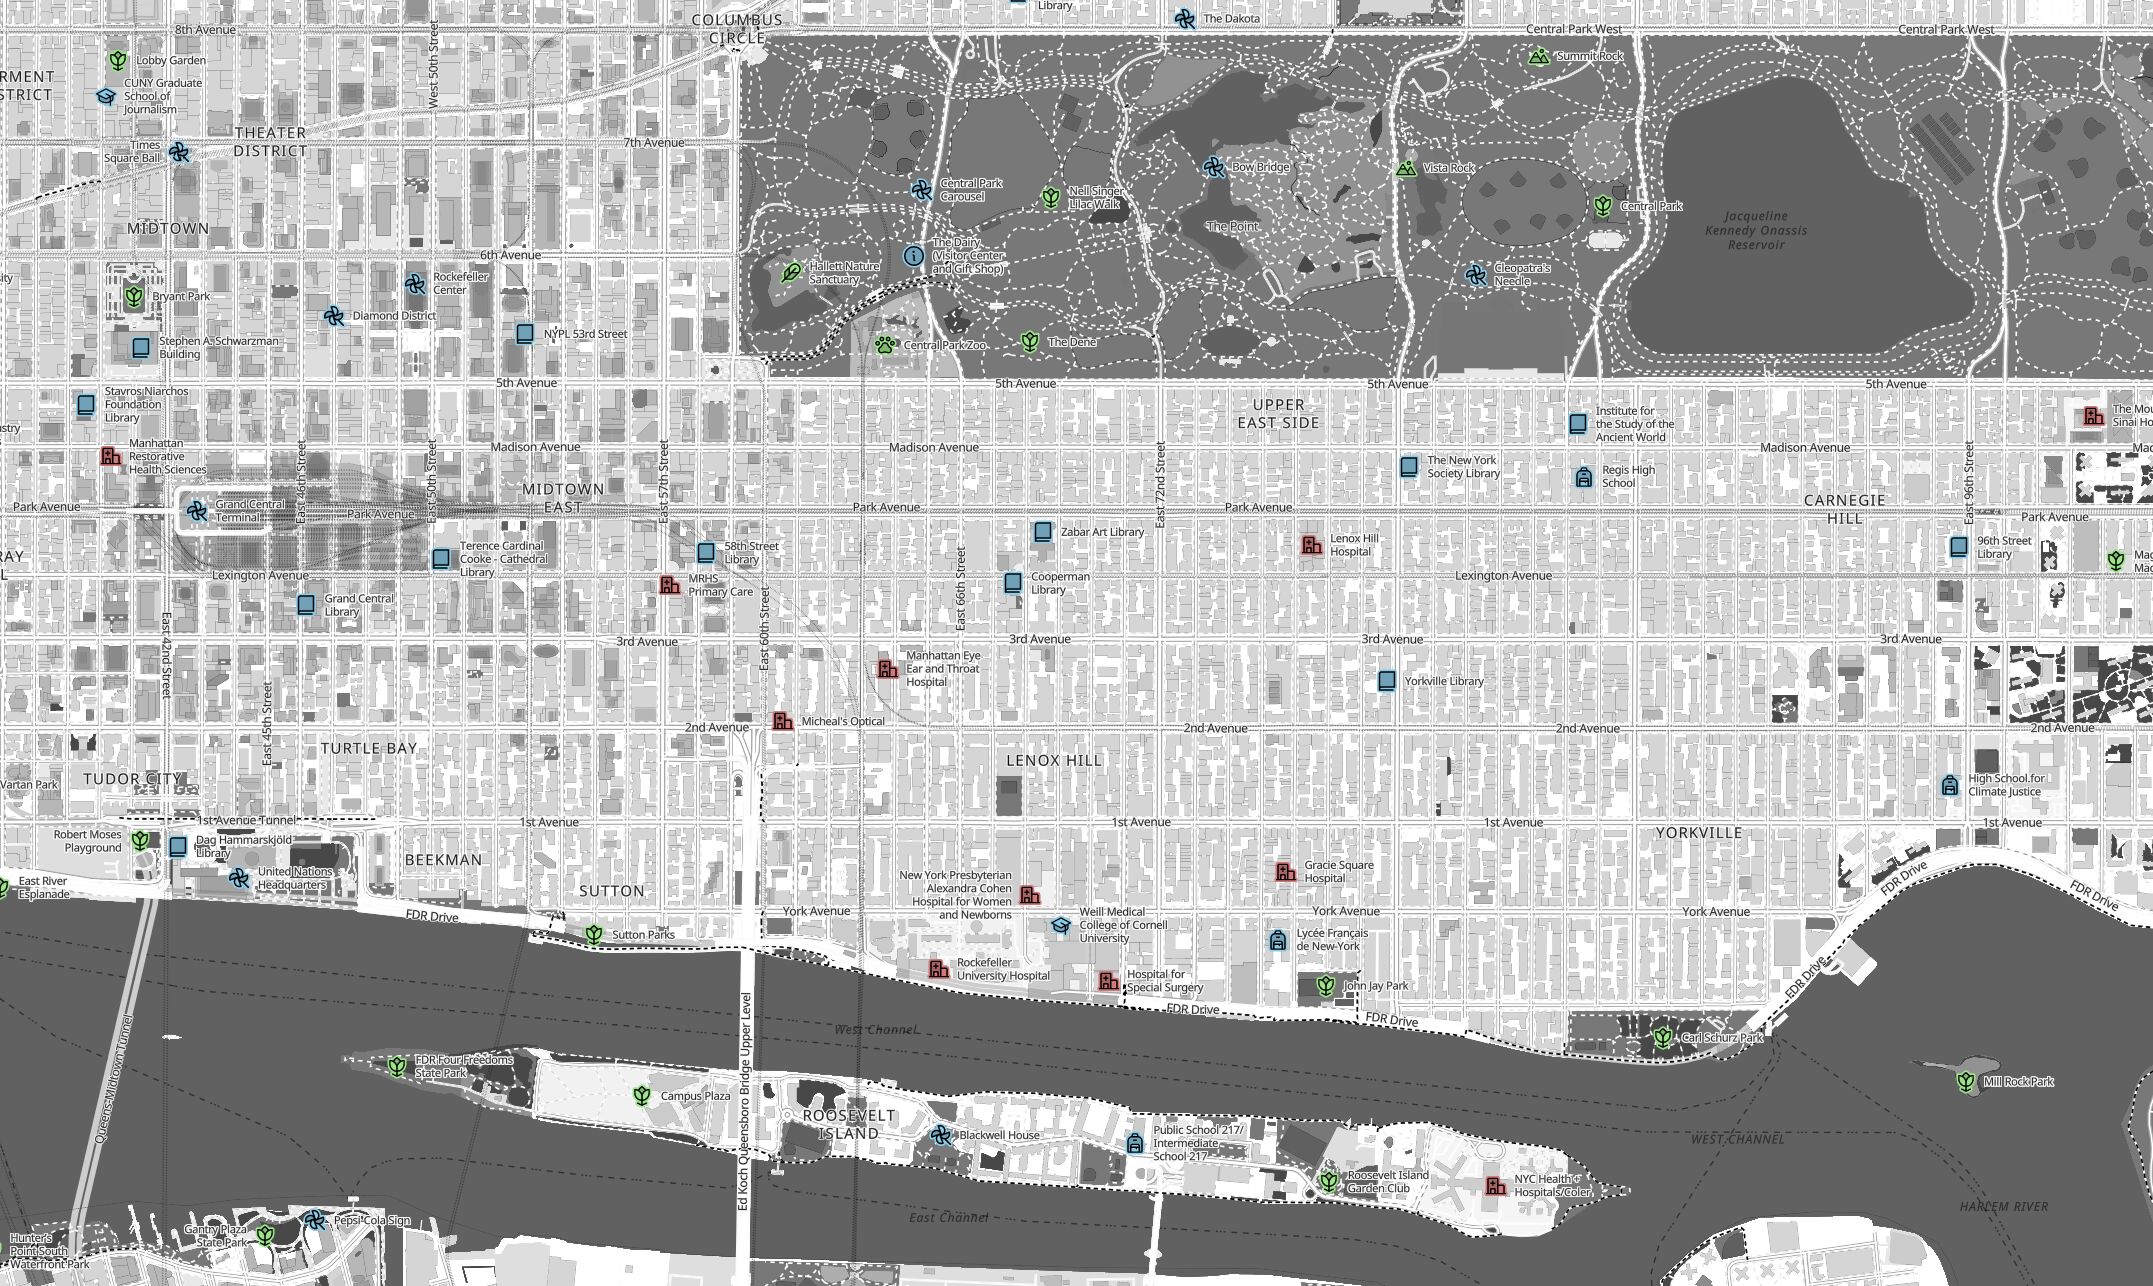 COLUMBUS
CIRCLE
Library
The Dakota
8th Avenue
Central Park West
Central Park West
West 50th Street
Lobby Garden
CUNY Graduate
School of
Journalism
RMENT
STRICT
Summit Rock
THEATER
DISTRICT
7th Avenue
Times
Square Ball
Bow Bridge
Vista Rock
Central Park
Carousel
Nell Singer
Lilac Walk
Central Park
The Point
Jacqueline
Kennedy Onassis
Reservoir
MIDTOWN
6th Avenue
The Dairy
(Visitor Center
and Gift Shop)
Hallett Nature
Sanctuary
Cleopatra's
Needle
Rockefeller
Center
sity
Bryant Park
Diamond District
NYPL 53rd Street
Stephen A. Schwarzman
Building
Central Park Zoo
The Dene
5th Avenue
5th Avenue
5th Avenue
5th Avenue
Stavros Niarchos
Foundation
Library
UPPER
EAST SIDE
Institute for
the Study of the
Ancient World
The Mou
Sinai Ho
ustry
Manhattan
Restorative
Health Sciences
Madison Avenue
Madison Avenue
Madison Avenue
Mad
East 46th Street
East 50th Street
East 57th Street
East 72nd Street
East 96th Street
The New York
Society Library
Regis High
School
MIDTOWN
EAST
CARNEGIE
HILL
Park Avenue
Grand Central
Terminal
Park Avenue
Park Avenue
Park Avenue
Park Avenue
Zabar Art Library
Lenox Hill
Hospital
96th Street
Library
RAY
L
Terence Cardinal
Cooke - Cathedral
Library
58th Street
Library
Mag
Mad
Lexington Avenue
Lexington Avenue
MRHS
Primary Care
Cooperman
Library
Grand Central
Library
East 42nd Street
East 60th Street
East 66th Street
3rd Avenue
3rd Avenue
3rd Avenue
3rd Avenue
Manhattan Eye
Ear and Throat
Hospital
Yorkville Library
East 45th Street
Micheal's Optical
2nd Avenue
2nd Avenue
2nd Avenue
2nd Avenue
TURTLE BAY
LENOX HILL
TUDOR CITY
Vartan Park
High School for
Climate Justice
1st Avenue Tunnel
1st Avenue
1st Avenue
1st Avenue
1st Avenue
YORKVILLE
Robert Moses
Playground
Dag Hammarskjöld
Library
United Nations
Headquarters
BEEKMAN
East River
Esplanade
SUTTON
New York Presbyterian
Alexandra Cohen
Hospital for Women
and Newborns
Gracie Square
Hospital
FDR Drive
FDR Drive
FDR Drive
York Avenue
York Avenue
York Avenue
Weill Medical
College of Cornell
University
Sutton Parks
Lycée Français
de New-York
Rockefeller
University Hospital
Hospital for
Special Surgery
John Jay Park
FDR Drive
FDR Drive
FDR Drive
West Channel
Carl Schurz Park
Queens-Midtown Tunnel
Ed Koch Queensboro Bridge Upper Level
FDR Four Freedoms
State Park
Campus Plaza
Mill Rock Park
ROOSEVELT
ISLAND
Blackwell House
Public School 217/
Intermediate
School 217
WEST CHANNEL
Roosevelt Island
Garden Club
NYC Health +
Hospitals/Coler
HARLEM RIVER
East Channel
Pepsi Cola Sign
Gantry Plaza
State Park
Hunter's
Point South
Waterfront Park